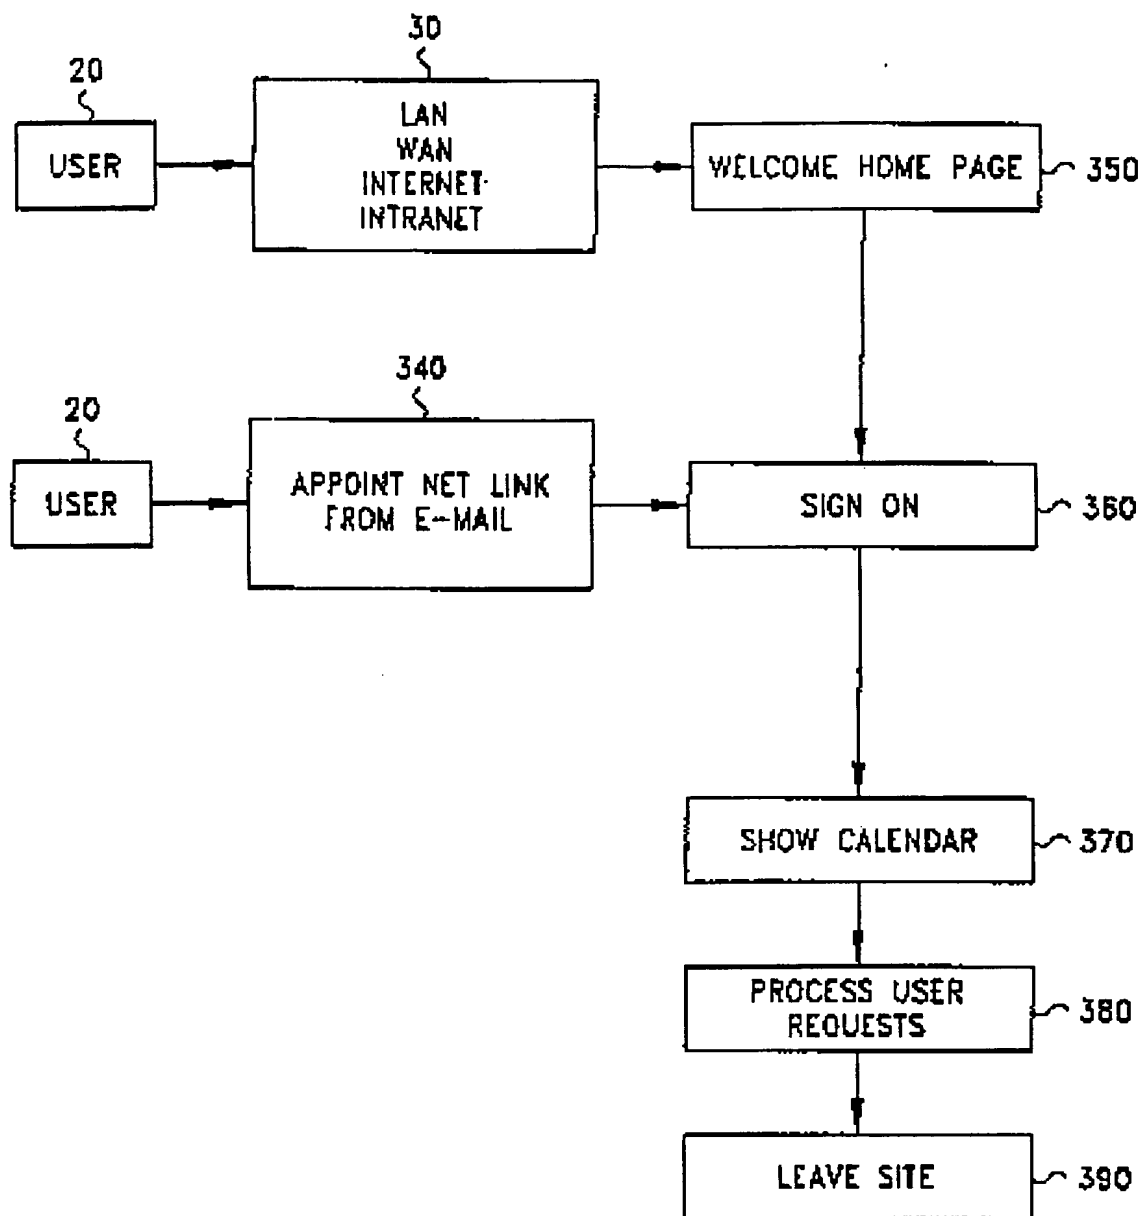 30
20
LAN
WAN
INTERNET
INTRANET
USER
WELCOME HOME PAGE
350
340
20
APPOINT NET LINK
FROM E-MAIL
USER
SIGN ON
360
SHOW CALENDAR
370
PROCESS USER
REQUESTS
380
LEAVE SITE
390